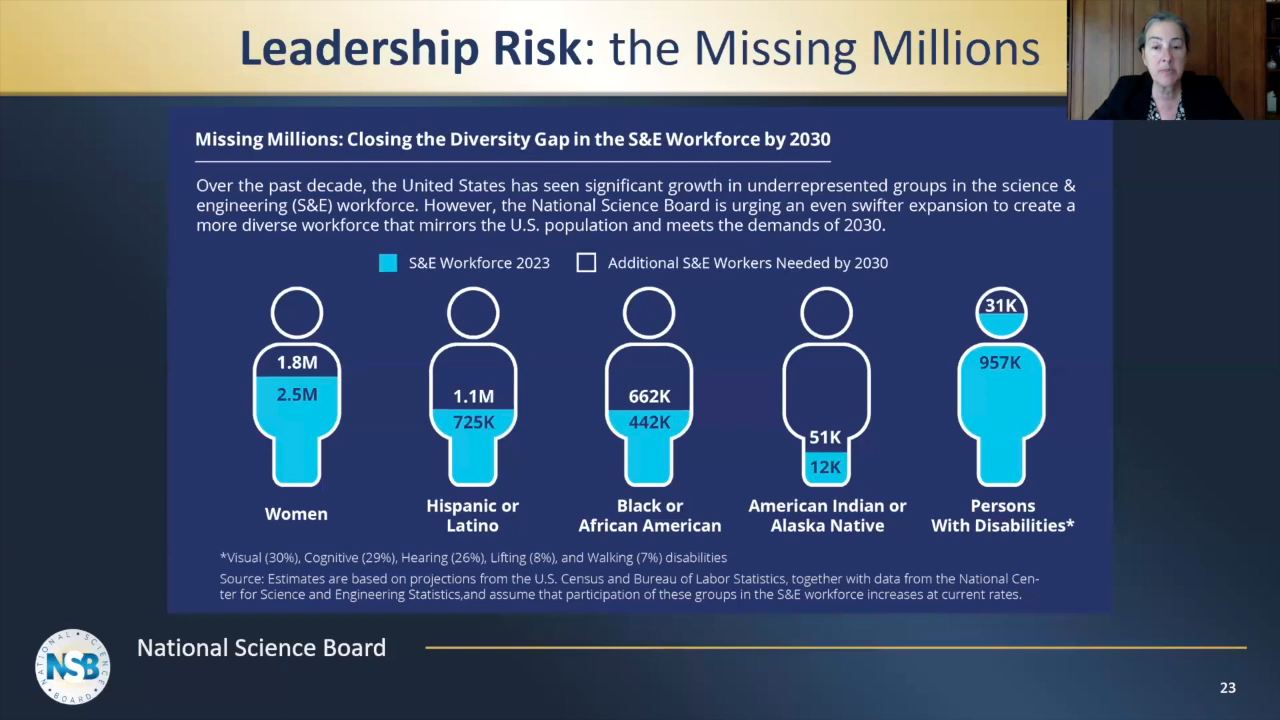 Leadership Risk: the Missing Millions
Missing Millions: Closing the Diversity Gap in the S&E Workforce by 2030
Over the past decade, the United States has seen significant growth in underrepresented groups in the science &
engineering (S&E) workforce. However, the National Science Board is urging an even swifter expansion to create a
more diverse workforce that mirrors the U.S. population and meets the demands of 2030.
S&E Workforce 2023
Additional S&E Workers Needed by 2030
1.8M
2.5M
Women
1.1M
725K
Hispanic or
Latino
662K
442K
Black or
African American
51K
12K
American Indian or
Alaska Native
31K
957K
Persons
With Disabilities*
*Visual (30%), Cognitive (29%), Hearing (26%), Lifting (8%), and Walking (7%) disabilities
Source: Estimates are based on projections from the U.S. Census and Bureau of Labor Statistics, together with data from the National Cen-
ter for Science and Engineering Statistics,and assume that participation of these groups in the S&E workforce increases at current rates.
NATIONAL SCIENCE BOARD
NSB
National Science Board
23